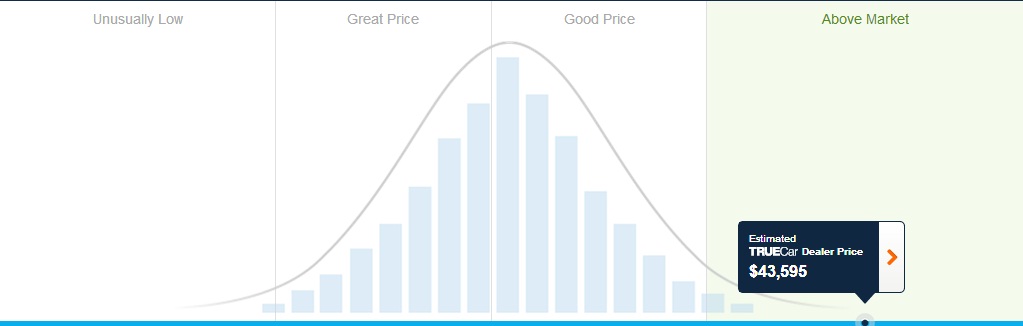 Unusually Low
Great Price
Good Price
Above Market
Estimated
TRUECar Dealer Price
$43,595